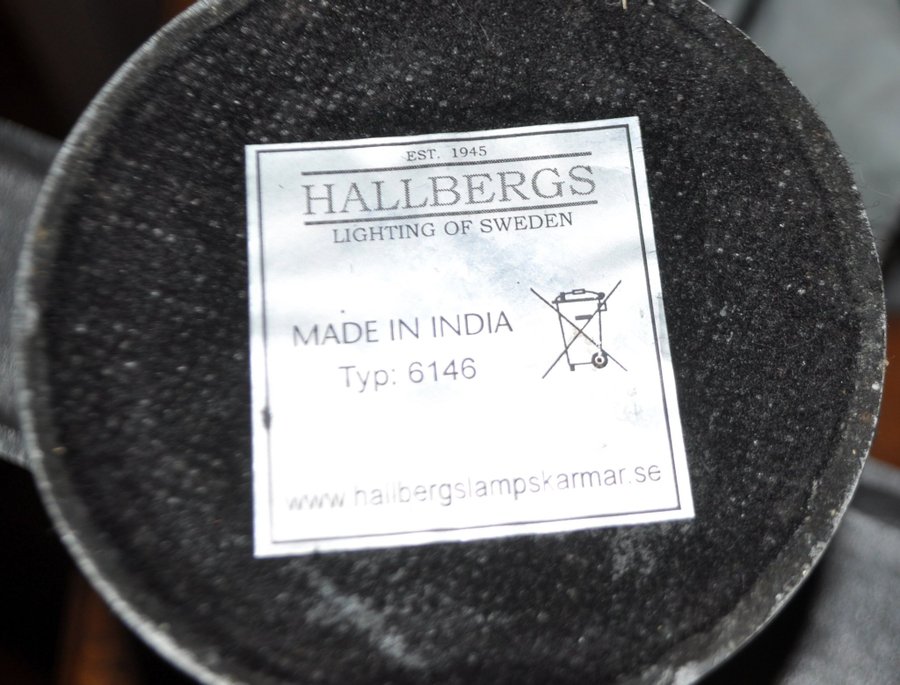 EST. 1945
HALLBERGS
LIGHTING OF SWEDEN
MADE IN INDIA
Typ: 6146
www.hallbergslampskarmar.se